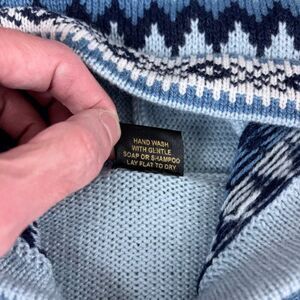 HAND WASH
WITH GENTLE
SOAP OR SHAMPOO
LAY FLAT TO DRY